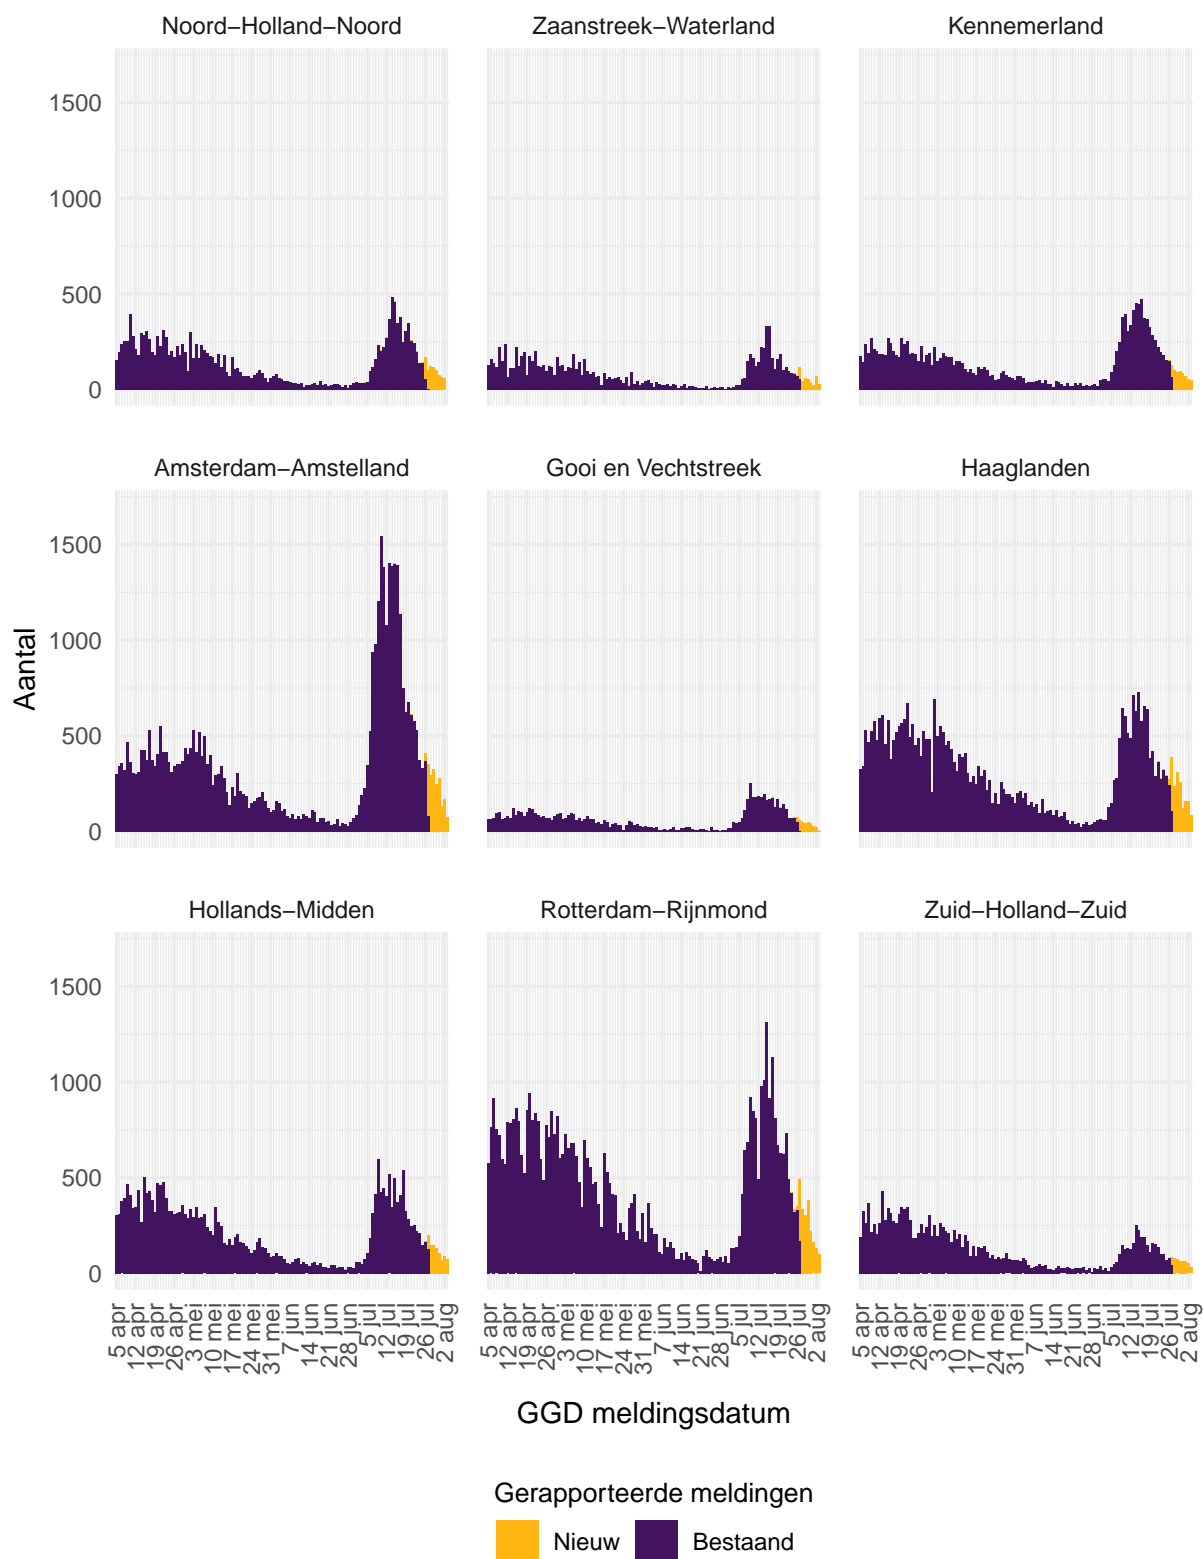 Noord−Holland−Noord
Zaanstreek−Waterland
Kennemerland
1500
1000
500
0
Amsterdam−Amstelland
Gooi en Vechtstreek
Haaglanden
1500
1000
500
0
Aantal
Hollands−Midden
Rotterdam−Rijnmond
Zuid−Holland−Zuid
1500
1000
500
0
5 apr
12 apr
19 apr
26 apr
3 mei
10 mei
17 mei
24 mei
31 mei
7 jun
14 jun
21 jun
28 jun
5 jul
12 jul
19 jul
26 jul
2 aug
5 apr
12 apr
19 apr
26 apr
3 mei
10 mei
17 mei
24 mei
31 mei
7 jun
14 jun
21 jun
28 jun
5 jul
12 jul
19 jul
26 jul
2 aug
5 apr
12 apr
19 apr
26 apr
3 mei
10 mei
17 mei
24 mei
31 mei
7 jun
14 jun
21 jun
28 jun
5 jul
12 jul
19 jul
26 jul
2 aug
GGD meldingsdatum
Gerapporteerde meldingen
Nieuw
Bestaand